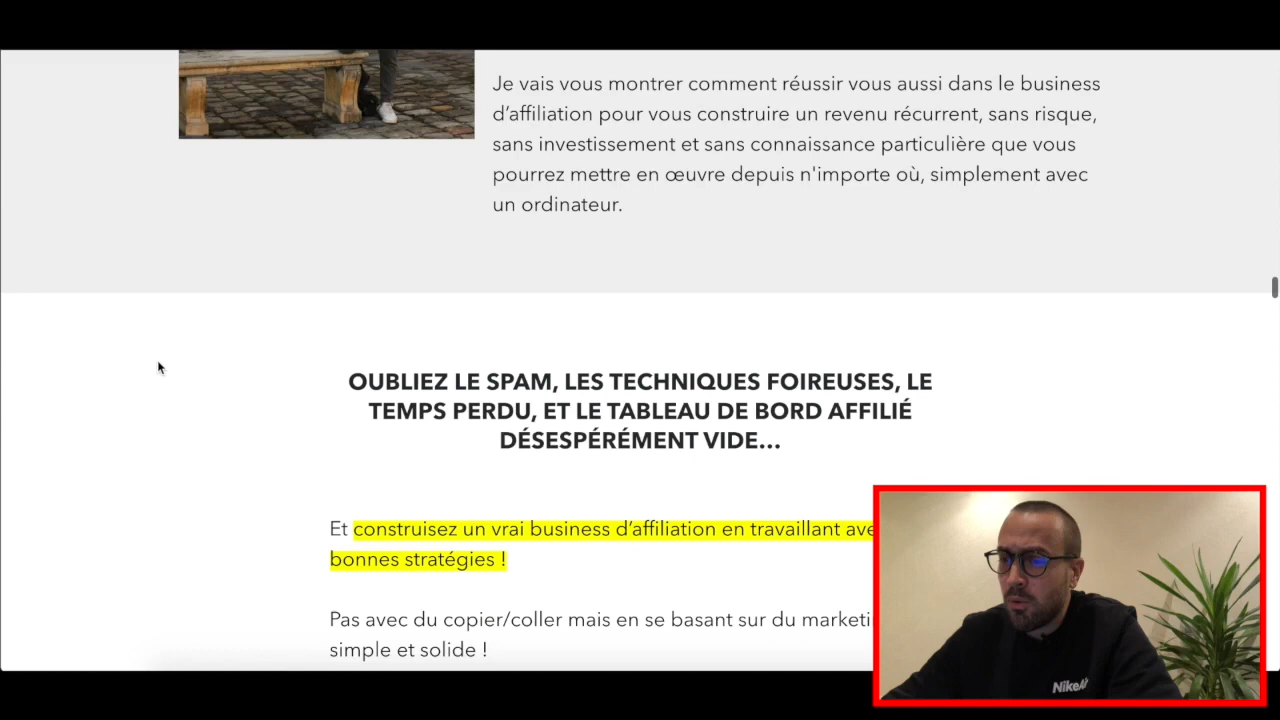 Je vais vous montrer comment réussir vous aussi dans le business
d’affiliation pour vous construire un revenu récurrent, sans risque,
sans investissement et sans connaissance particulière que vous
pourrez mettre en œuvre depuis n'importe où, simplement avec
un ordinateur.
OUBLIEZ LE SPAM, LES TECHNIQUES FOIREUSES, LE
TEMPS PERDU, ET LE TABLEAU DE BORD AFFILIÉ
DÉSESPÉRÉMENT VIDE…
Et construisez un vrai business d’affiliation en travaillant
bonnes stratégies !
Pas avec du copier/coller mais en se basant sur du
simple et solide !